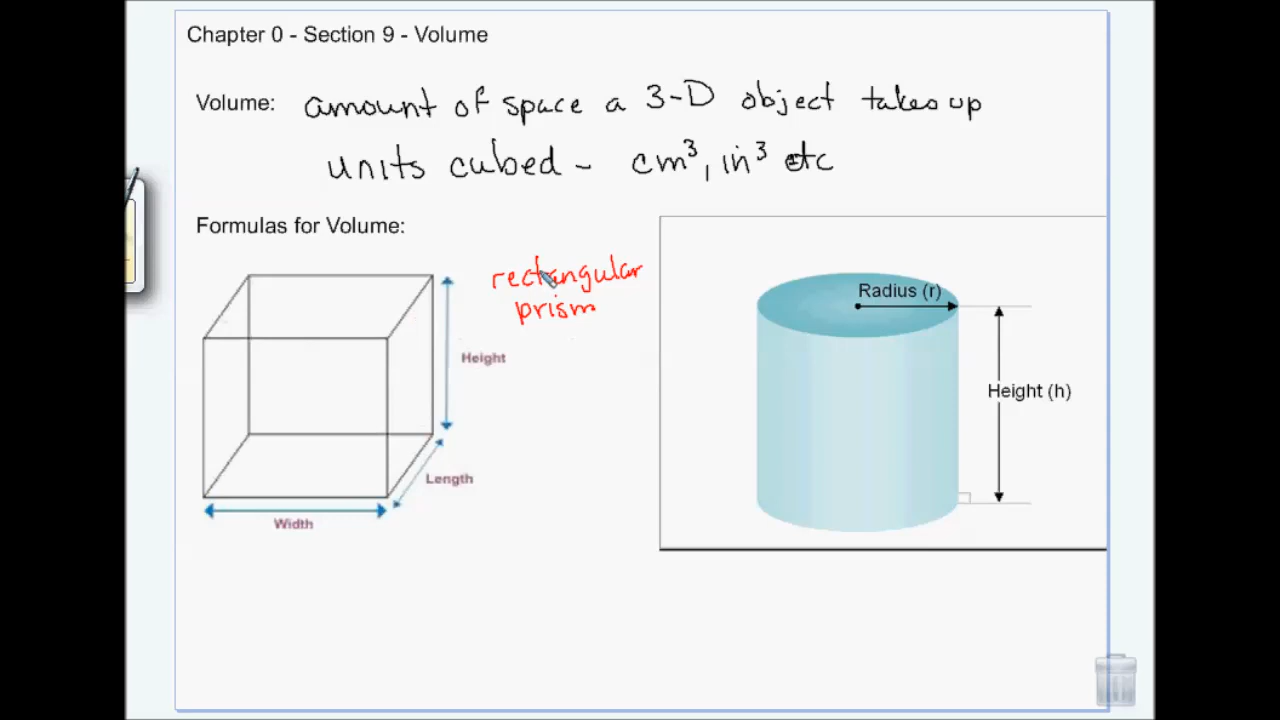 Chapter 0 - Section 9 - Volume
Volume: amount of space a 3-D object takes up
units cubed - cm³, in³ etc
Formulas for Volume:
rectangular
prism
Height
Length
Width
Radius (r)
Height (h)